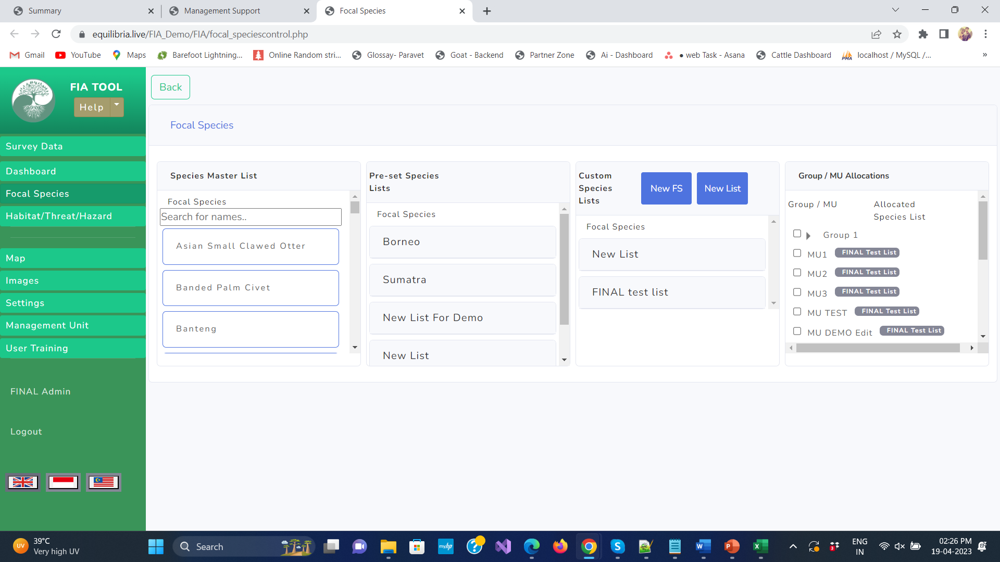 Summary
Management Support
Focal Species
equilibria.live/FIA_Demo/FIA/focal_speciescontrol.php
Gmail
YouTube
Maps
Barefoot Lightning...
Online Random stri...
Glossay- Paravet
Goat - Backend
Partner Zone
Ai - Dashboard
● web Task - Asana
Cattle Dashboard
localhost / MySQL /...
»
FIA TOOL
Help
Survey Data
Dashboard
Focal Species
Habitat/Threat/Hazard
Map
Images
Settings
Management Unit
User Training
FINAL Admin
Logout
Back
Focal Species
Species Master List
Focal Species
Search for names..
Asian Small Clawed Otter
Banded Palm Civet
Banteng
Pre-set Species
Lists
Focal Species
Borneo
Sumatra
New List For Demo
New List
Custom
Species
Lists
New FS
New List
Focal Species
New List
FINAL test list
Group / MU Allocations
Group / MU
Allocated
Species List
Group 1
MU1 FINAL Test List
MU2 FINAL Test List
MU3 FINAL Test List
MU TEST FINAL Test List
MU DEMO Edit FINAL Test List
UV
39°C
Very high UV
Search
myhp
ENG
IN
02:26 PM
19-04-2023